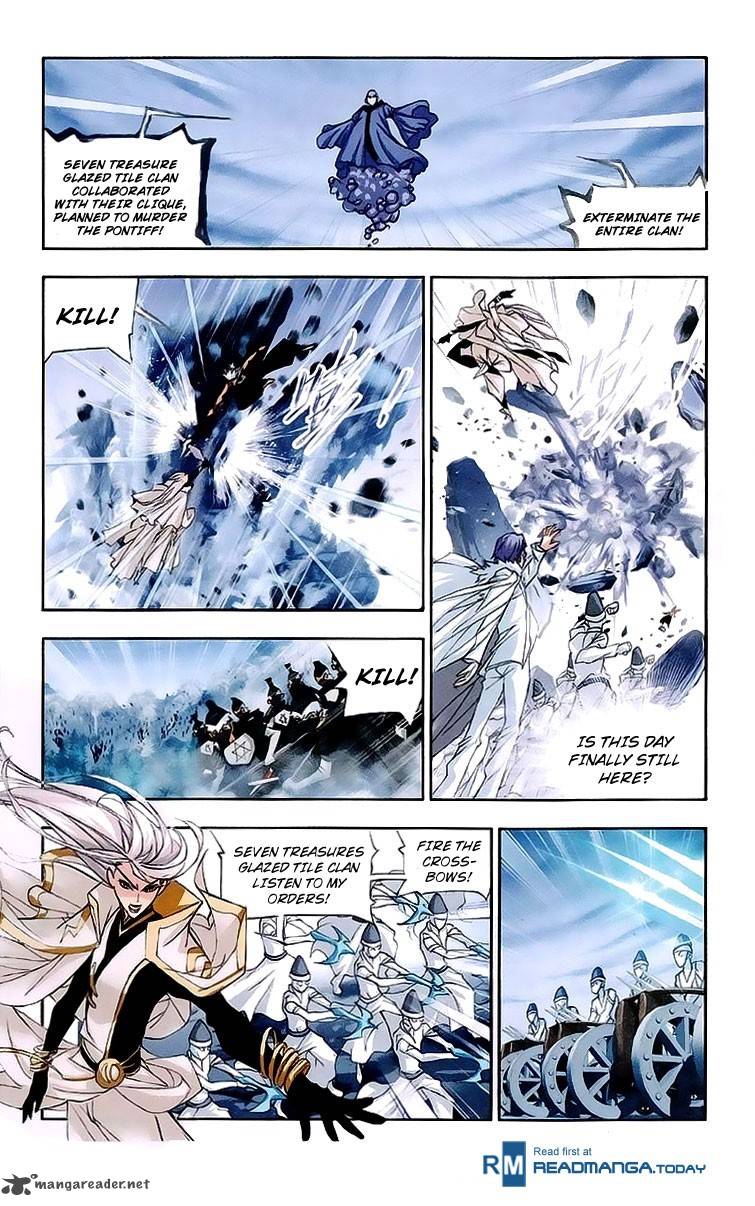 SEVEN TREASURE
GLAZED TILE CLAN
COLLABORATED
WITH THEIR CLIQUE,
PLANNED TO MURDER
THE PONTIFF!
EXTERMINATE THE
ENTIRE CLAN!
KILL!
IS THIS DAY
FINALLY STILL
HERE?
KILL!
SEVEN TREASURES
GLAZED TILE CLAN
LISTEN TO MY
ORDERS!
FIRE THE
CROSS-
BOWS!
Read first at
RM READMANGA.TODAY
mangareader.net